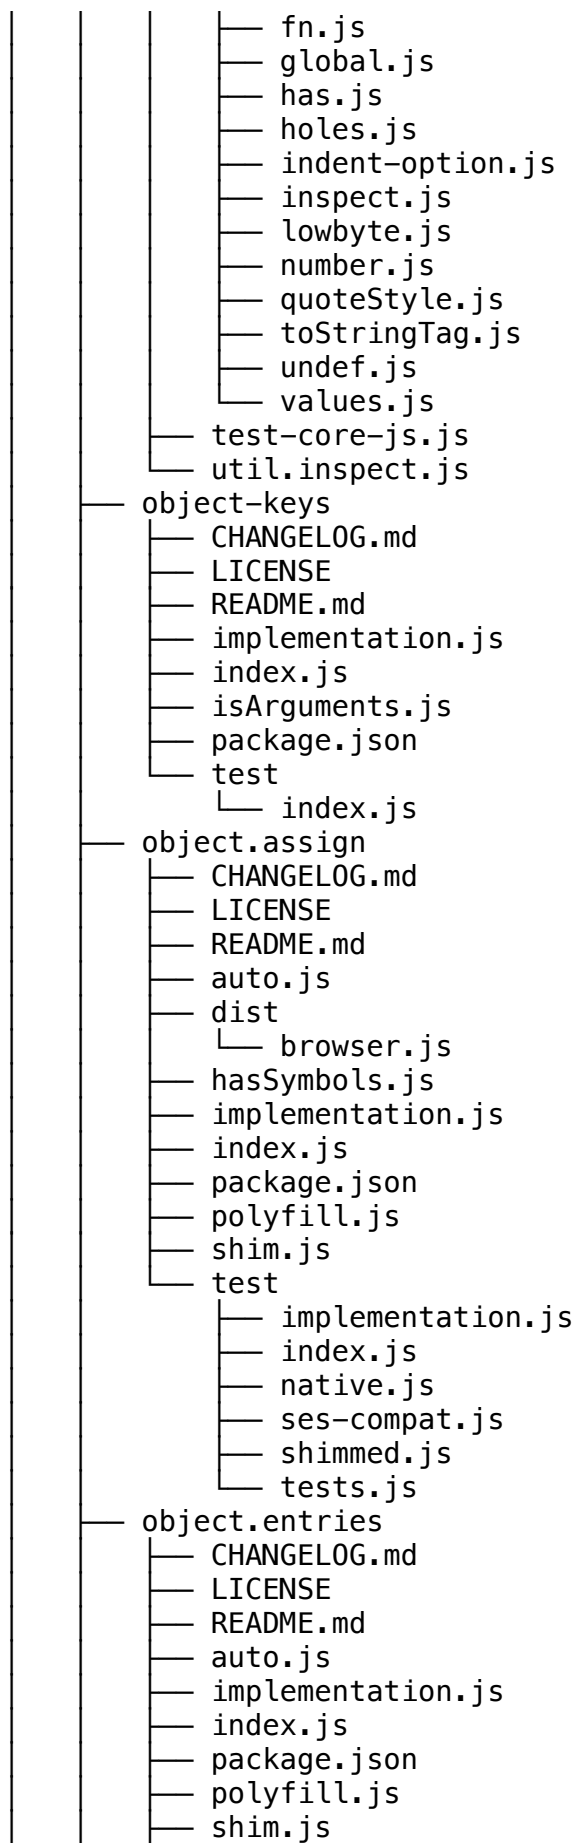 │   │   │   ├── fn.js
│   │   │   ├── global.js
│   │   │   ├── has.js
│   │   │   ├── holes.js
│   │   │   ├── indent-option.js
│   │   │   ├── inspect.js
│   │   │   ├── lowbyte.js
│   │   │   ├── number.js
│   │   │   ├── quoteStyle.js
│   │   │   ├── toStringTag.js
│   │   │   ├── undef.js
│   │   │   └── values.js
│   │   ├── test-core-js.js
│   │   └── util.inspect.js
│   ├── object-keys
│   │   ├── CHANGELOG.md
│   │   ├── LICENSE
│   │   ├── README.md
│   │   ├── implementation.js
│   │   ├── index.js
│   │   ├── isArguments.js
│   │   ├── package.json
│   │   └── test
│   │       └── index.js
│   ├── object.assign
│   │   ├── CHANGELOG.md
│   │   ├── LICENSE
│   │   ├── README.md
│   │   ├── auto.js
│   │   ├── dist
│   │   │   └── browser.js
│   │   ├── hasSymbols.js
│   │   ├── implementation.js
│   │   ├── index.js
│   │   ├── package.json
│   │   ├── polyfill.js
│   │   ├── shim.js
│   │   └── test
│   │       ├── implementation.js
│   │       ├── index.js
│   │       ├── native.js
│   │       ├── ses-compat.js
│   │       ├── shimmed.js
│   │       └── tests.js
│   ├── object.entries
│   │   ├── CHANGELOG.md
│   │   ├── LICENSE
│   │   ├── README.md
│   │   ├── auto.js
│   │   ├── implementation.js
│   │   ├── index.js
│   │   ├── package.json
│   │   ├── polyfill.js
│   │   ├── shim.js